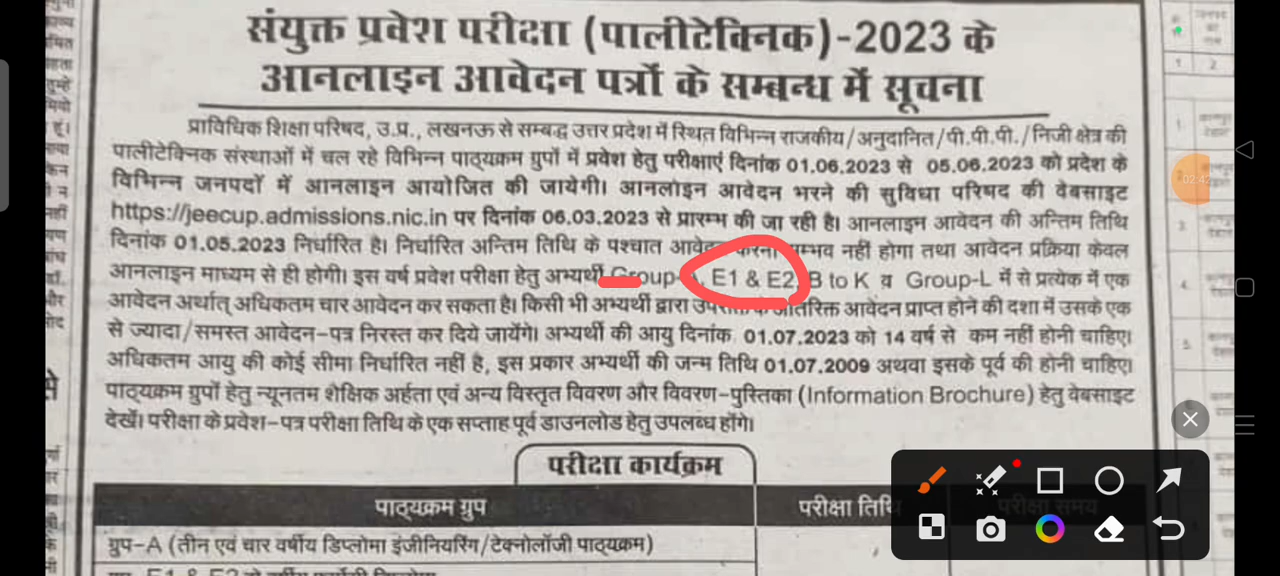 संयुक्त प्रवेश परीक्षा (पालीटेक्निक)-2023 के
आनलाइन आवेदन पत्रों के सम्बन्ध में सूचना
प्राविधिक शिक्षा परिषद, उ.प्र., लखनऊ से सम्बद्ध उत्तर प्रदेश में स्थित विभिन्न राजकीय/अनुदानित/पी.पी.पी./निजी क्षेत्र की
पालीटेक्निक संस्थाओं में चल रहे विभिन्न पाठ्यक्रम ग्रुपों में प्रवेश हेतु परीक्षाएं दिनांक 01.06.2023 से 05.06.2023 को प्रदेश के
विभिन्न जनपदों में आनलाइन आयोजित की जायेगी। आनलाइन आवेदन भरने की सुविधा परिषद की वेबसाइट
https://jeecup.admissions.nic.in पर दिनांक 06.03.2023 से प्रारम्भ की जा रही है। आनलाइन आवेदन की अन्तिम तिथि
दिनांक 01.05.2023 निर्धारित है। निर्धारित अन्तिम तिथि के पश्चात आवेदन करना सम्भव नहीं होगा तथा आवेदन प्रक्रिया केवल
आनलाइन माध्यम से ही होगी। इस वर्ष प्रवेश परीक्षा हेतु अभ्यर्थी Group-A, E1 & E2, B to K व Group-L में से प्रत्येक में एक
आवेदन अर्थात् अधिकतम चार आवेदन कर सकता है। किसी भी अभ्यर्थी द्वारा उपरोक्त के अतिरिक्त आवेदन प्राप्त होने की दशा में उसके एक
से ज्यादा/समस्त आवेदन-पत्र निरस्त कर दिये जायेंगे। अभ्यर्थी की आयु दिनांक 01.07.2023 को 14 वर्ष से कम नहीं होनी चाहिए।
अधिकतम आयु की कोई सीमा निर्धारित नहीं है, इस प्रकार अभ्यर्थी की जन्म तिथि 01.07.2009 अथवा इसके पूर्व की होनी चाहिए।
पाठ्यक्रम ग्रुपों हेतु न्यूनतम शैक्षिक अर्हता एवं अन्य विस्तृत विवरण और विवरण-पुस्तिका (Information Brochure) हेतु वेबसाइट
देखें। परीक्षा के प्रवेश-पत्र परीक्षा तिथि के एक सप्ताह पूर्व डाउनलोड हेतु उपलब्ध होंगे।
परीक्षा कार्यक्रम
पाठ्यक्रम ग्रुप परीक्षा तिथि परीक्षा समय
ग्रुप-A (तीन एवं चार वर्षीय डिप्लोमा इंजीनियरिंग/टेक्नोलॉजी पाठ्यक्रम)